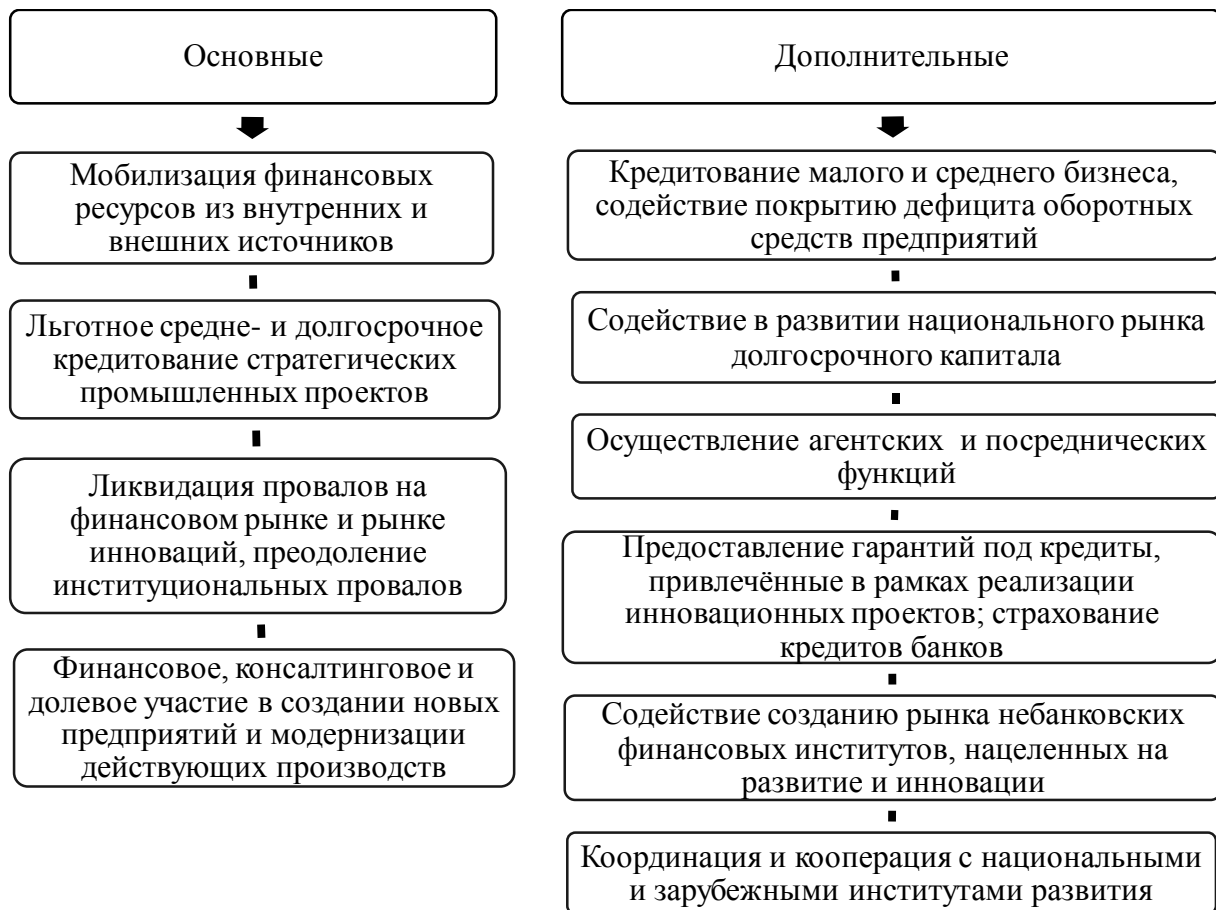 Основные
Мобилизация финансовых
ресурсов из внутренних и
внешних источников
Льготное средне- и долгосрочное
кредитование стратегических
промышленных проектов
Ликвидация провалов на
финансовом рынке и рынке
инноваций, преодоление
институциональных провалов
Финансовое, консалтинговое и
долевое участие в создании новых
предприятий и модернизации
действующих производств
Дополнительные
Кредитование малого и среднего бизнеса,
содействие покрытию дефицита оборотных
средств предприятий
Содействие в развитии национального рынка
долгосрочного капитала
Осуществление агентских и посреднических
функций
Предоставление гарантий под кредиты,
привлечённые в рамках реализации
инновационных проектов; страхование
кредитов банков
Содействие созданию рынка небанковских
финансовых институтов, нацеленных на
развитие и инновации
Координация и кооперация с национальными
и зарубежными институтами развития